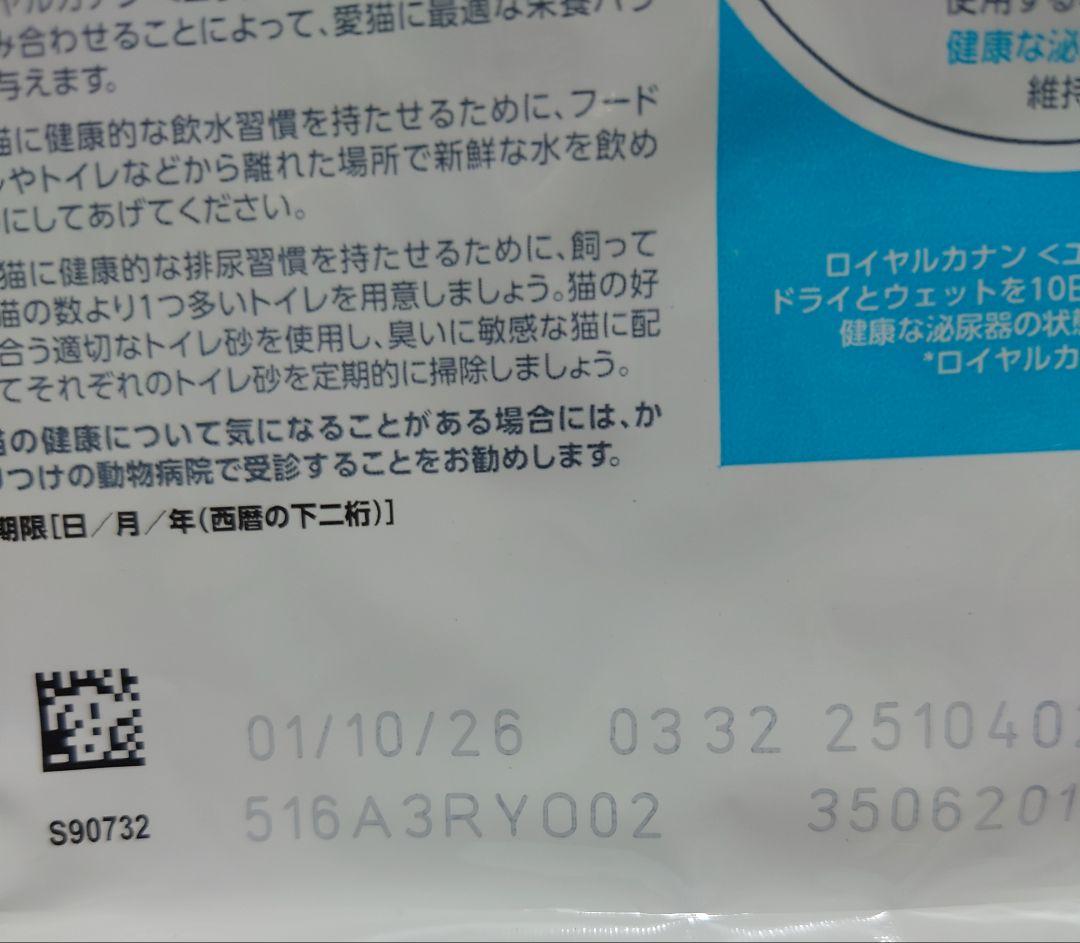 み合わせることによって、愛猫に最適な栄養バラ
与えます。
猫に健康的な飲水習慣を持たせるために、フード
やトイレなどから離れた場所で新鮮な水を飲め
にしてあげてください。
猫に健康的な排尿習慣を持たせるために、飼って
猫の数より1つ多いトイレを用意しましょう。猫の好
合う適切なトイレ砂を使用し、臭いに敏感な猫に配
てそれぞれのトイレ砂を定期的に掃除しましょう。
猫の健康について気になることがある場合には、か
りつけの動物病院で受診することをお勧めします。
期限[日/月/年(西暦の下二桁)]
使用する
健康な泌
維持
ロイヤルカナン <エ
ドライとウェットを10日
健康な泌尿器の状態
*ロイヤルカ
01/10/26 0332 2510402
516A3RYO02 3506201
S90732